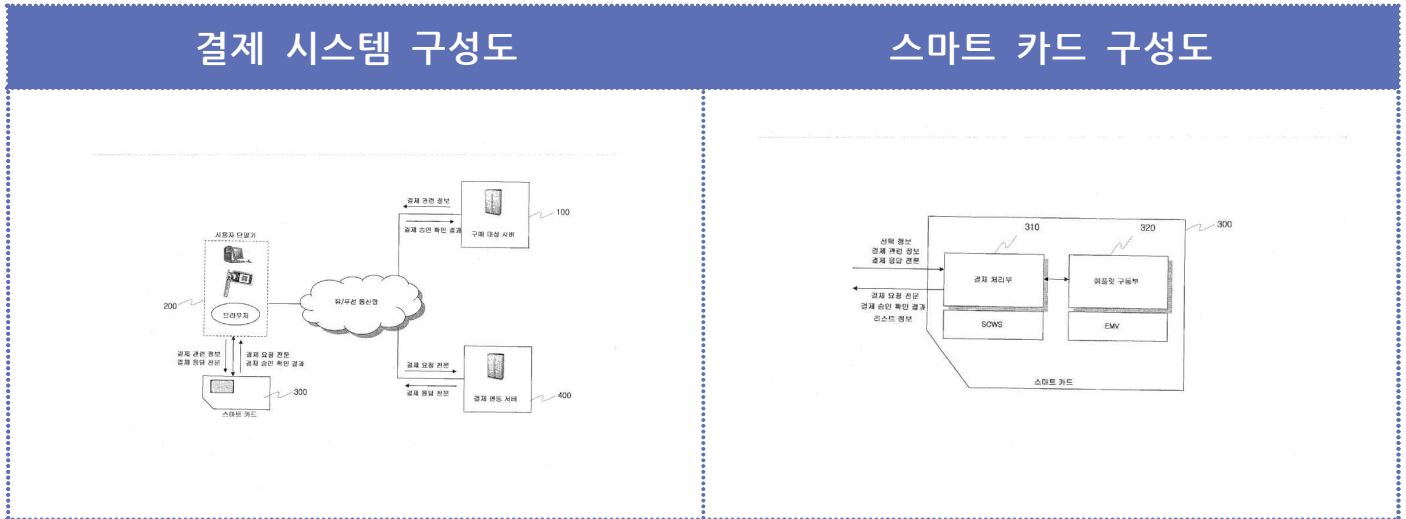 결제 시스템 구성도
스마트 카드 구성도
결제 관련 정보
결제 승인 확인 결과
구매 대상 서버
100
사용자 단말기
브라우저
200
유/무선 통신망
결제 관련 정보
결제 응답 전문
결제 요청 전문
결제 승인 확인 결과
300
스마트 카드
결제 요청 전문
결제 응답 전문
결제 연동 서버
400
선택 정보
결제 관련 정보
결제 응답 전문
결제 요청 전문
결제 승인 확인 결과
리스트 정보
310
결제 처리부
SCWS
320
애플릿 구동부
EMV
300
스마트 카드